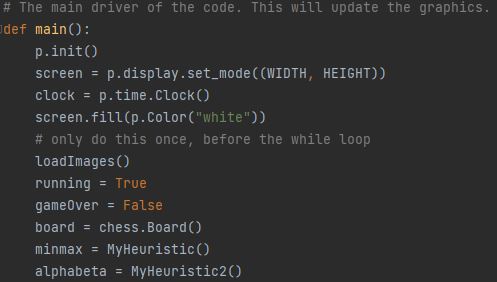 # The main driver of the code. This will update the graphics.
def main():
    p.init()
    screen = p.display.set_mode((WIDTH, HEIGHT))
    clock = p.time.Clock()
    screen.fill(p.Color("white"))
    # only do this once, before the while loop
    loadImages()
    running = True
    gameOver = False
    board = chess.Board()
    minmax = MyHeuristic()
    alphabeta = MyHeuristic2()